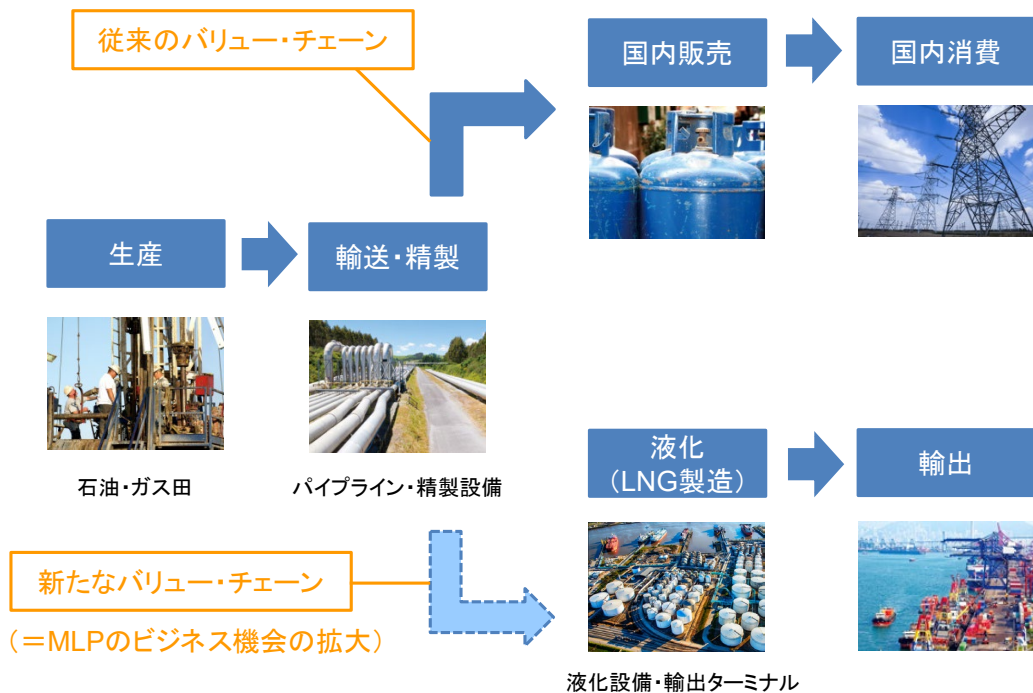 従来のバリュー・チェーン
国内販売
国内消費
生産
輸送・精製
石油・ガス田
パイプライン・精製設備
液化
(LNG製造)
輸出
新たなバリュー・チェーン
(=MLPのビジネス機会の拡大)
液化設備・輸出ターミナル